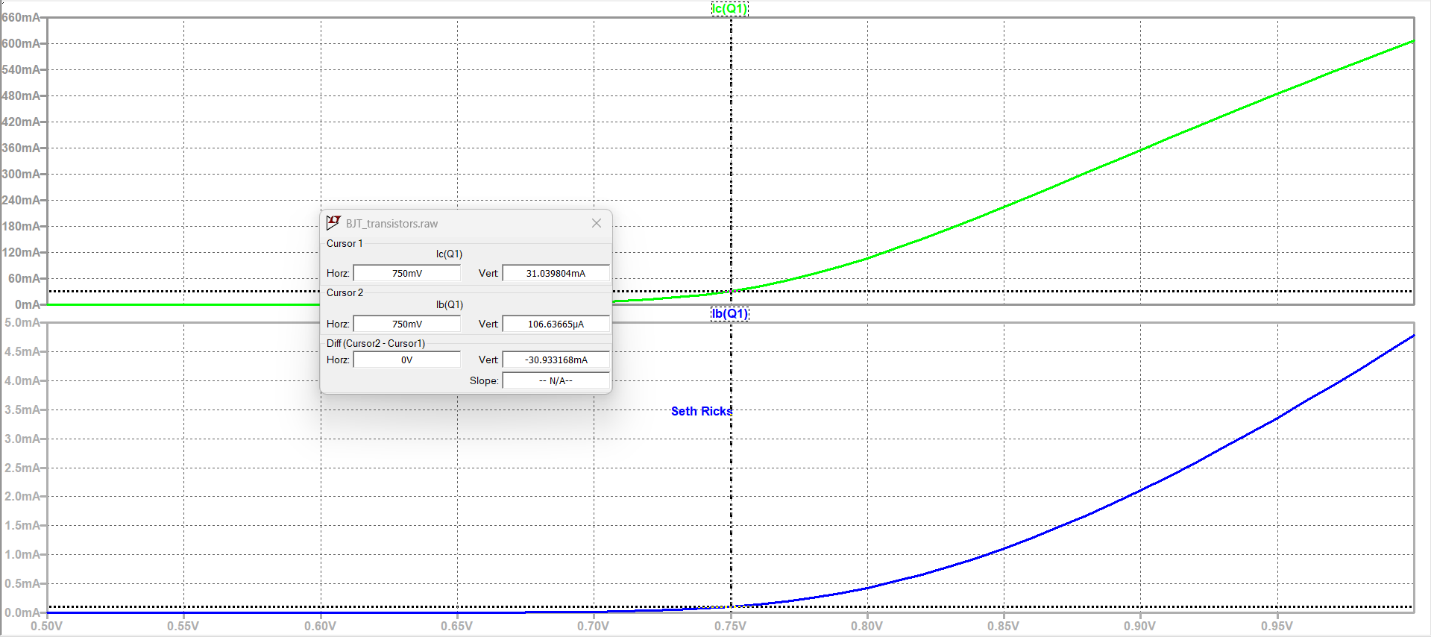 Ic(Q1)
660mA
600mA
540mA
480mA
420mA
360mA
300mA
240mA
180mA
120mA
60mA
0mA
BJT_transistors.raw
Cursor 1
Ic(Q1)
Horz: 750mV Vert: 31.039804mA
Cursor 2
Ib(Q1)
Horz: 750mV Vert: 106.63665µA
Diff (Cursor2 - Cursor1)
Horz: 0V Vert: -30.933168mA
Slope: -- N/A--
Ib(Q1)
5.0mA
4.5mA
4.0mA
3.5mA
3.0mA
2.5mA
2.0mA
1.5mA
1.0mA
0.5mA
0.0mA
Seth Ricks
0.50V 0.55V 0.60V 0.65V 0.70V 0.75V 0.80V 0.85V 0.90V 0.95V